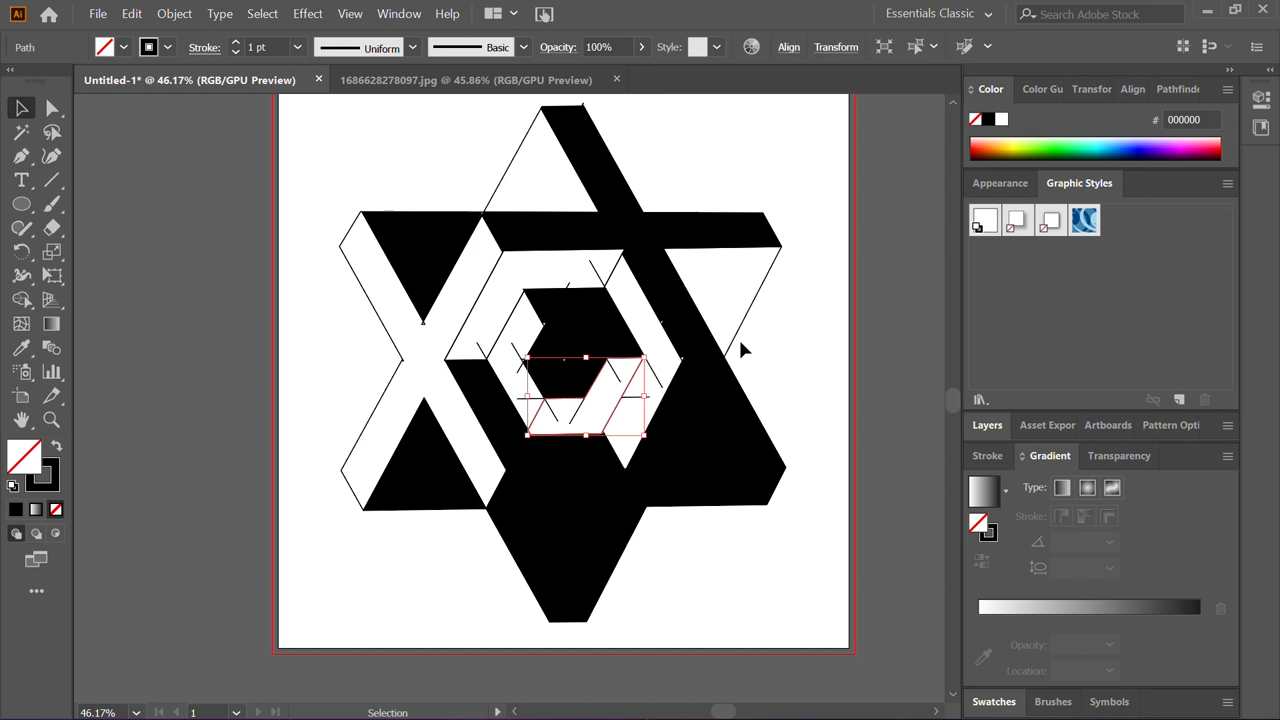 Ai File Edit Object Type Select Effect View Window Help Essentials Classic Search Adobe Stock
Path Stroke: 1 pt Uniform Basic Opacity: 100% Style: Align Transform
Untitled-1* @ 46.17% (RGB/GPU Preview) × 1686628278097.jpg @ 45.86% (RGB/GPU Preview) ×
Color Color Gu Transfor Align Pathfinde
# 000000
Appearance Graphic Styles
Layers Asset Expor Artboards Pattern Opti
Stroke Gradient Transparency
Type:
Stroke:
Opacity:
Location:
Swatches Brushes Symbols
46.17% 1 Selection